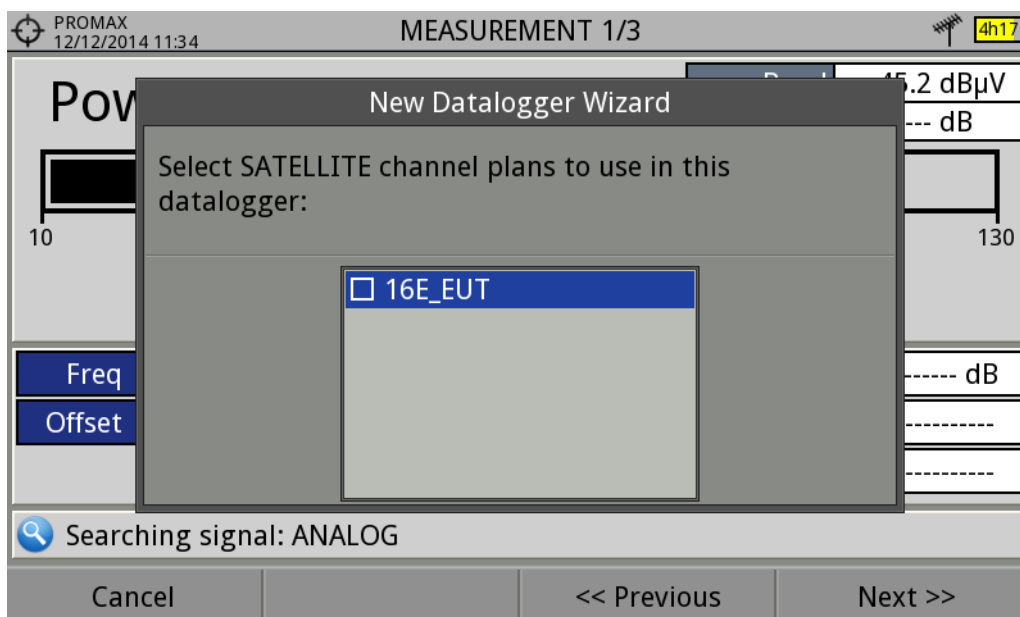 PROMAX
12/12/2014 11:34
MEASUREMENT 1/3
4h17
.2 dBµV
--- dB
10
130
New Datalogger Wizard
Select SATELLITE channel plans to use in this
datalogger:
16E_EUT
Freq
------ dB
Offset
----------
----------
Searching signal: ANALOG
Cancel
<< Previous
Next >>